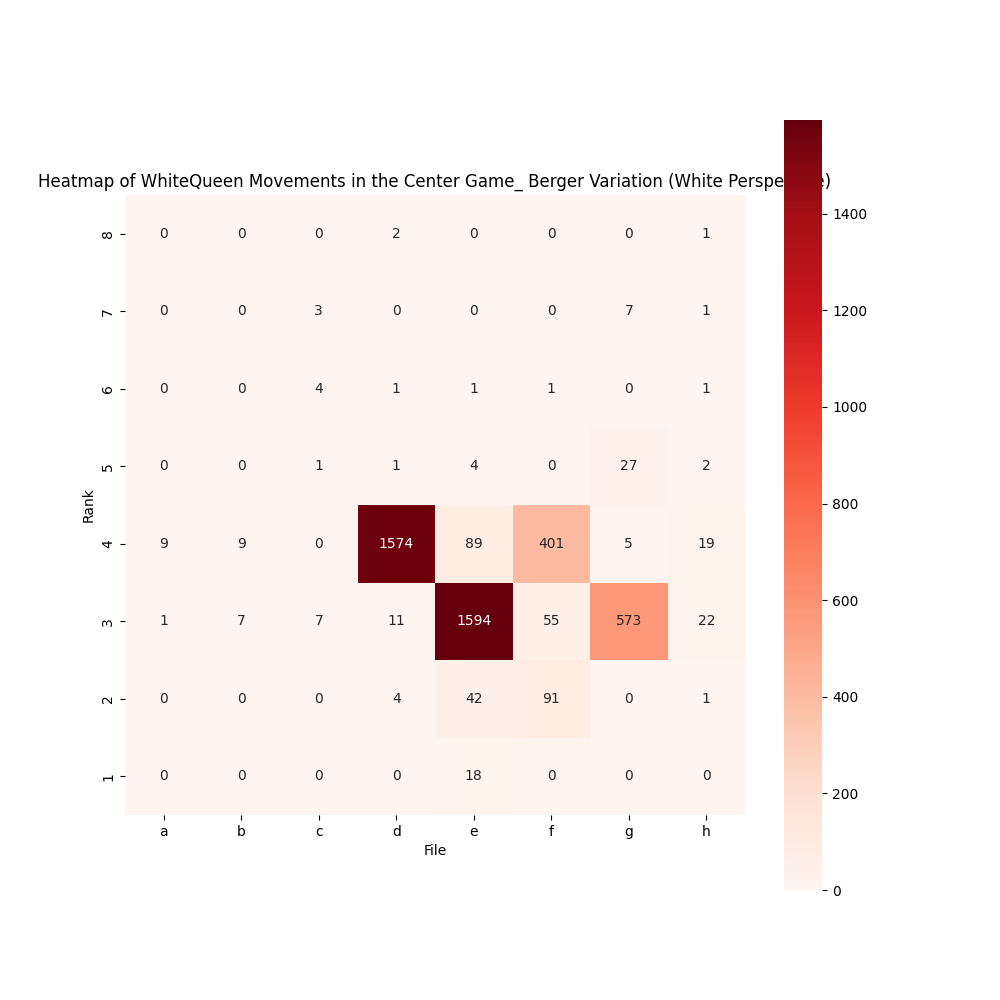 Heatmap of WhiteQueen Movements in the Center Game_ Berger Variation (White Perspe e)
8 0 0 0 2 0 0 0 1
7 0 0 3 0 0 0 7 1
6 0 0 4 1 1 1 0 1
5 0 0 1 1 4 0 27 2
4 9 9 0 1574 89 401 5 19
3 1 7 7 11 1594 55 573 22
2 0 0 0 4 42 91 0 1
1 0 0 0 0 18 0 0 0
a b c d e f g h
File
Rank
1400
1200
1000
800
600
400
200
0